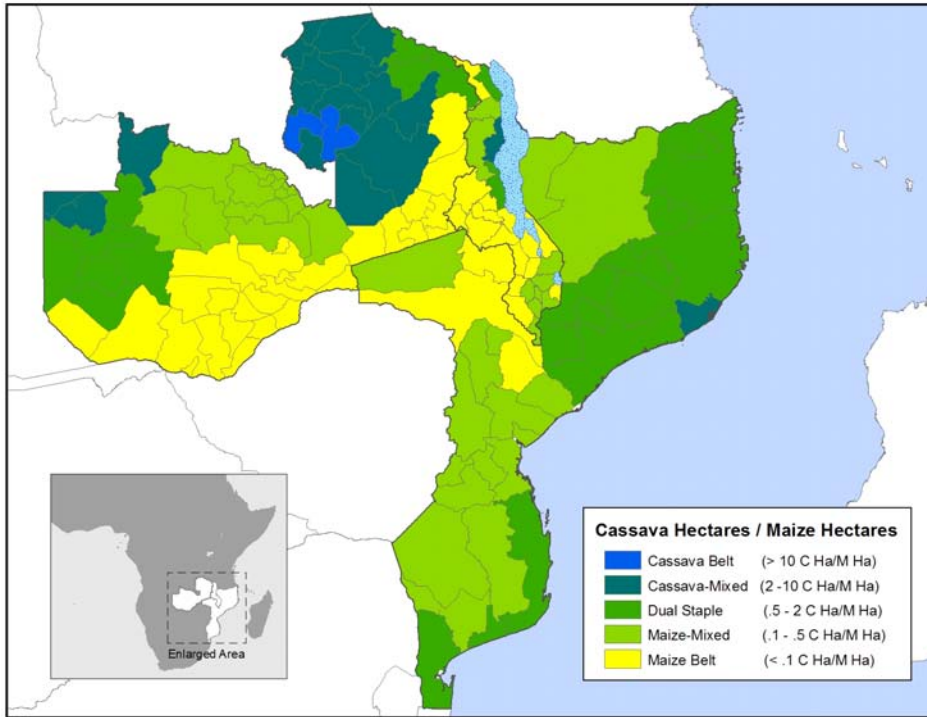 Enlarged Area
Cassava Hectares / Maize Hectares
Cassava Belt (> 10 C Ha/M Ha)
Cassava-Mixed (2 -10 C Ha/M Ha)
Dual Staple (.5 - 2 C Ha/M Ha)
Maize-Mixed (.1 - .5 C Ha/M Ha)
Maize Belt (< .1 C Ha/M Ha)